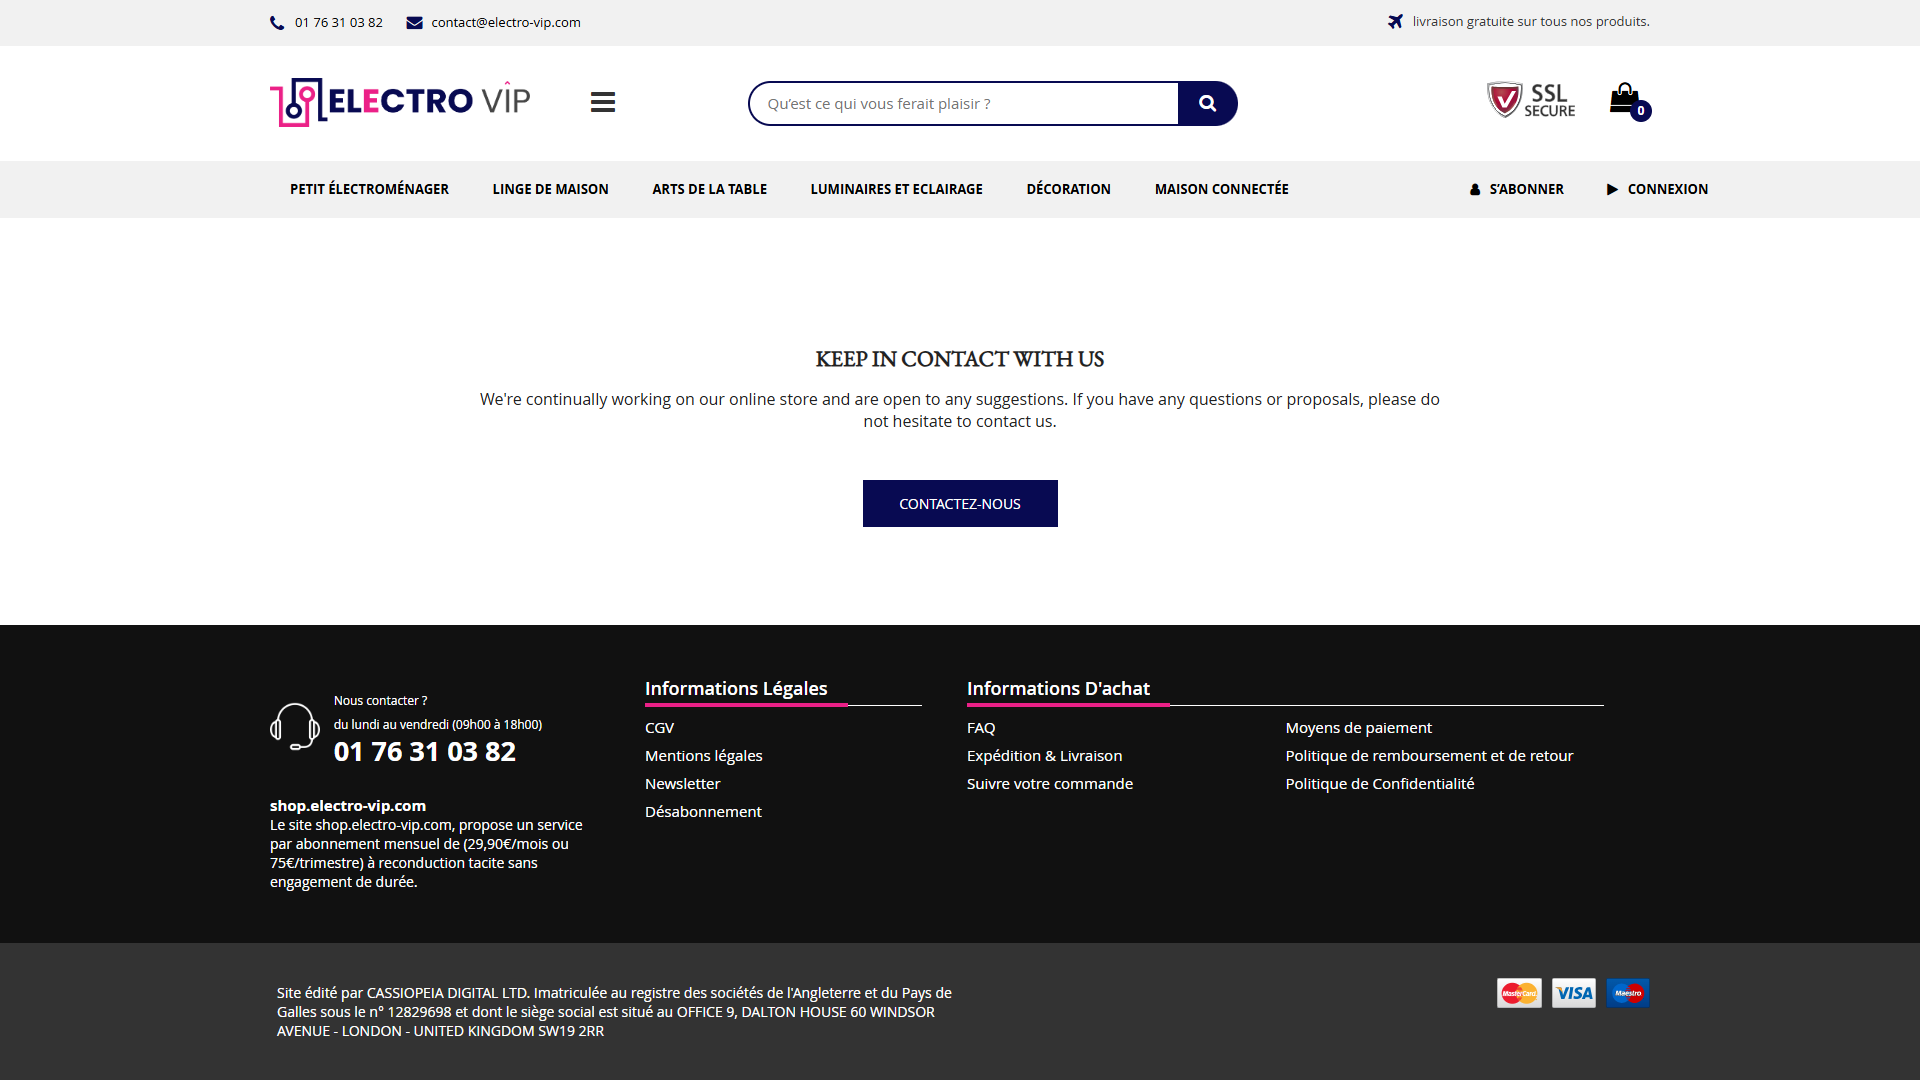 01 76 31 03 82
contact@electro-vip.com
livraison gratuite sur tous nos produits.
ELECTRO VIP
Qu'est ce qui vous ferait plaisir ?
SSL
SECURE
0
PETIT ÉLECTROMÉNAGER
LINGE DE MAISON
ARTS DE LA TABLE
LUMINAIRES ET ECLAIRAGE
DÉCORATION
MAISON CONNECTÉE
S'ABONNER
CONNEXION
KEEP IN CONTACT WITH US
We're continually working on our online store and are open to any suggestions. If you have any questions or proposals, please do
not hesitate to contact us.
CONTACTEZ-NOUS
Nous contacter ?
du lundi au vendredi (09h00 à 18h00)
01 76 31 03 82
shop.electro-vip.com
Le site shop.electro-vip.com, propose un service
par abonnement mensuel de (29,90€/mois ou
75€/trimestre) à reconduction tacite sans
engagement de durée.
Informations Légales
CGV
Mentions légales
Newsletter
Désabonnement
Informations D'achat
FAQ
Expédition & Livraison
Suivre votre commande
Moyens de paiement
Politique de remboursement et de retour
Politique de Confidentialité
Site édité par CASSIOPEIA DIGITAL LTD. Imatriculée au registre des sociétés de l'Angleterre et du Pays de
Galles sous le n° 12829698 et dont le siège social est situé au OFFICE 9, DALTON HOUSE 60 WINDSOR
AVENUE - LONDON - UNITED KINGDOM SW19 2RR
MasterCard
VISA
Maestro